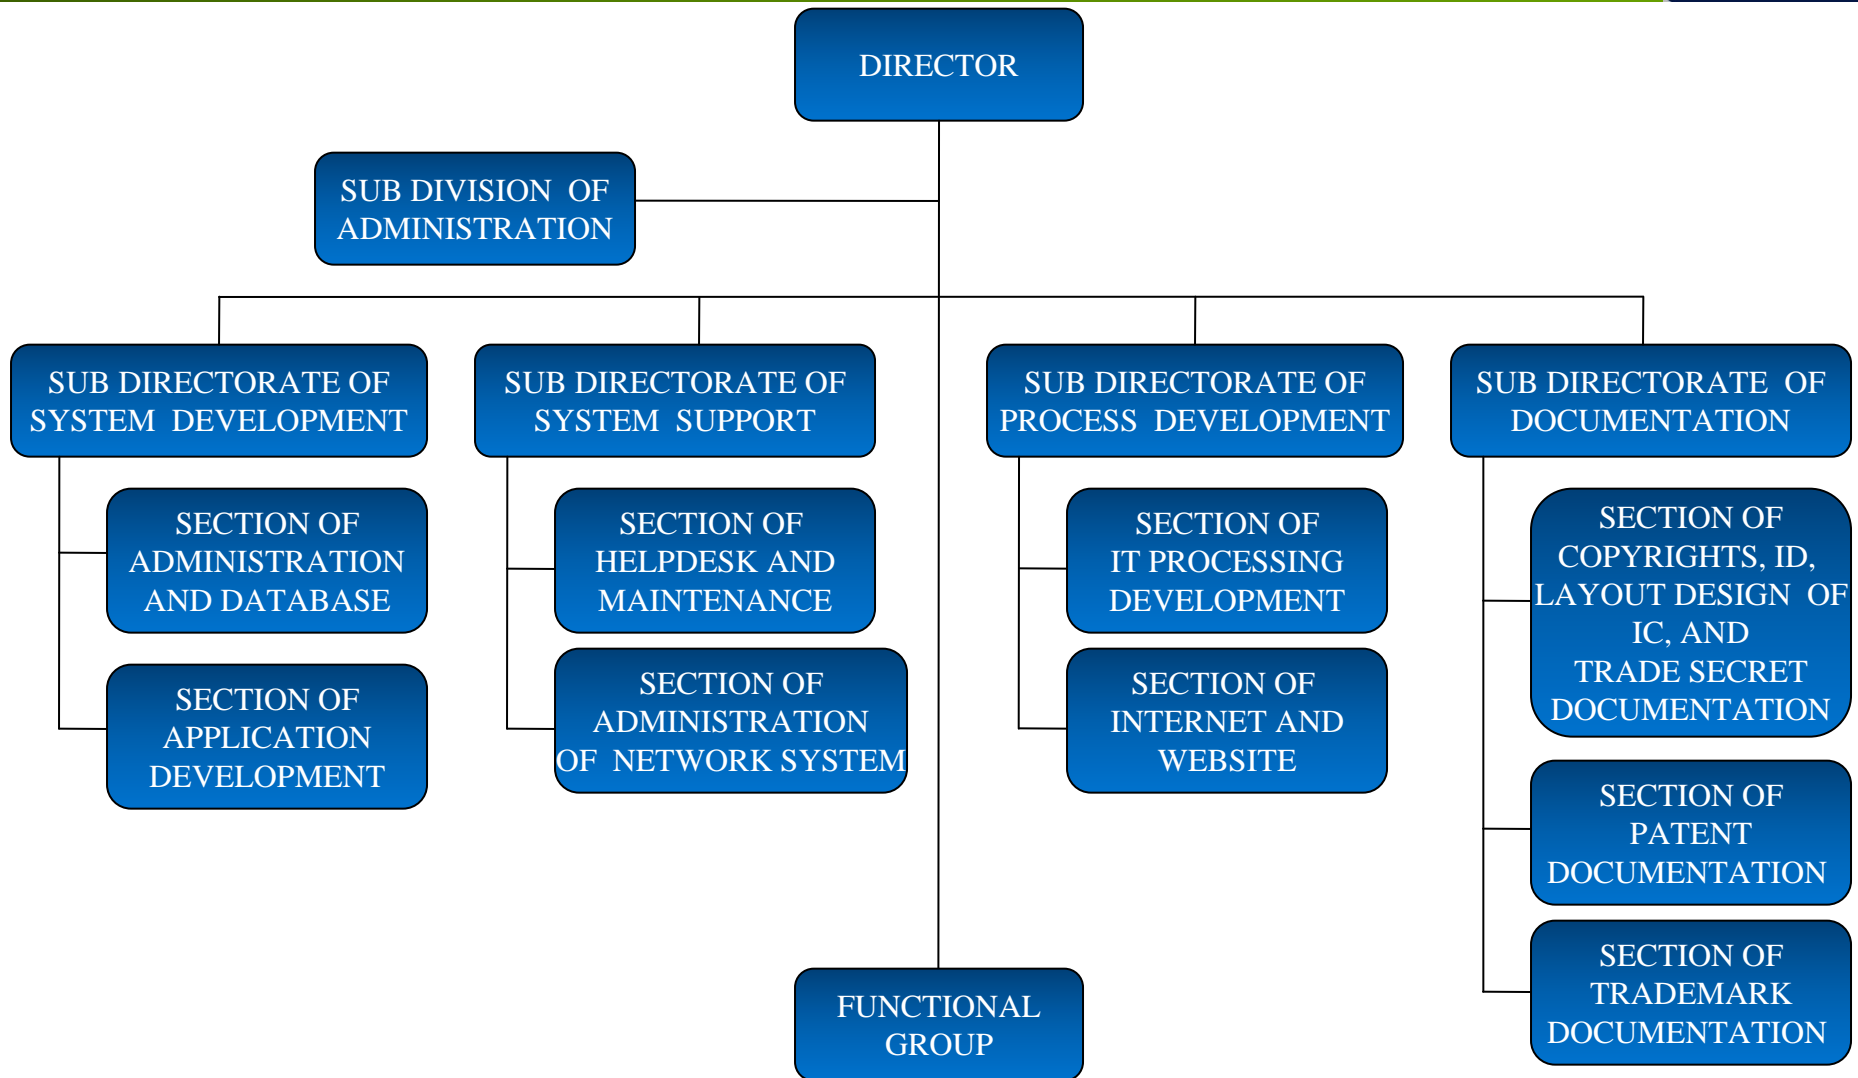 DIRECTOR
SUB DIVISION OF
ADMINISTRATION
SUB DIRECTORATE OF
SYSTEM DEVELOPMENT
SUB DIRECTORATE OF
SYSTEM SUPPORT
SUB DIRECTORATE OF
PROCESS DEVELOPMENT
SUB DIRECTORATE OF
DOCUMENTATION
SECTION OF
ADMINISTRATION
AND DATABASE
SECTION OF
APPLICATION
DEVELOPMENT
SECTION OF
HELPDESK AND
MAINTENANCE
SECTION OF
ADMINISTRATION
OF NETWORK SYSTEM
SECTION OF
IT PROCESSING
DEVELOPMENT
SECTION OF
INTERNET AND
WEBSITE
SECTION OF
COPYRIGHTS, ID,
LAYOUT DESIGN OF
IC, AND
TRADE SECRET
DOCUMENTATION
SECTION OF
PATENT
DOCUMENTATION
SECTION OF
TRADEMARK
DOCUMENTATION
FUNCTIONAL
GROUP